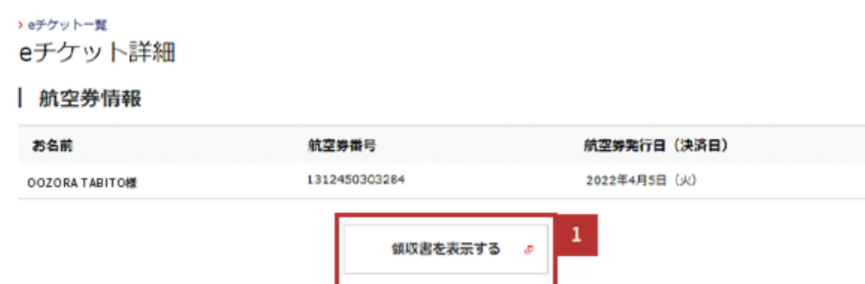 › eチケット一覧
eチケット詳細
航空券情報
お名前 航空券番号 航空券発行日（決済日）
OOZORA TABITO様 1312450303284 2022年4月5日（火）
領収書を表示する 1